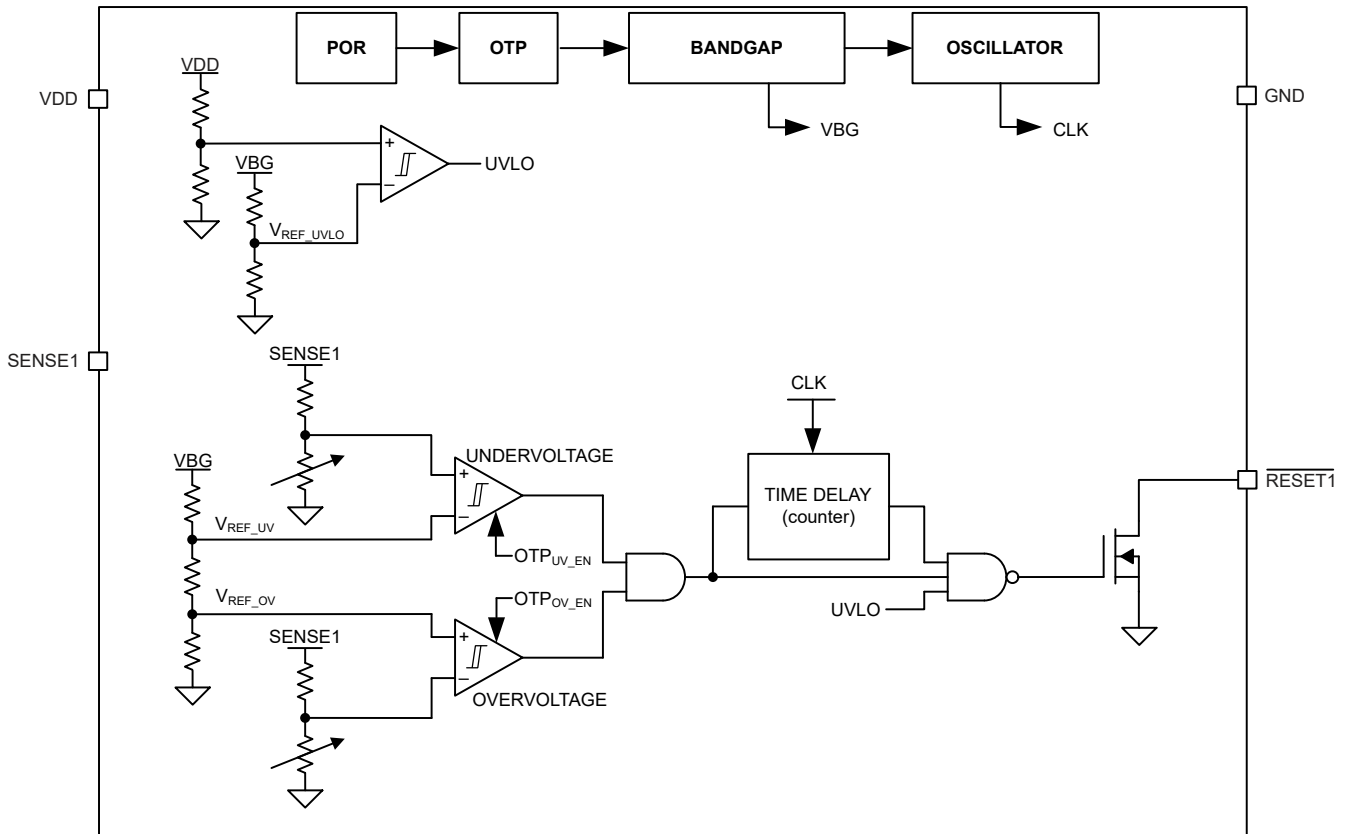 POR
OTP
BANDGAP
OSCILLATOR
VDD
VDD
GND
VBG
CLK
+
−
UVLO
VBG
VREF_UVLO
SENSE1
SENSE1
CLK
VBG
UNDERVOLTAGE
+
−
TIME DELAY
(counter)
RESET1
VREF_UV
OTPUV_EN
OTPOV_EN
VREF_OV
UVLO
SENSE1
+
−
OVERVOLTAGE